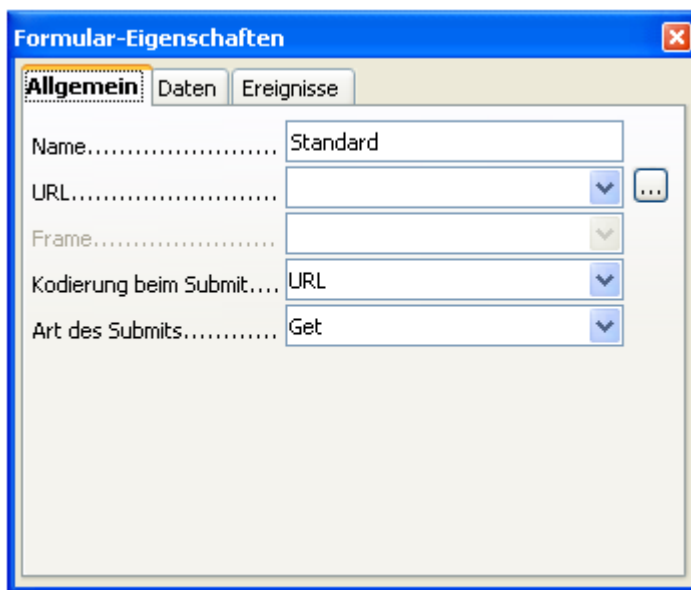 Formular-Eigenschaften
Allgemein Daten Ereignisse
Name........................ Standard
URL.......................... ...
Frame.......................
Kodierung beim Submit.... URL
Art des Submits............ Get